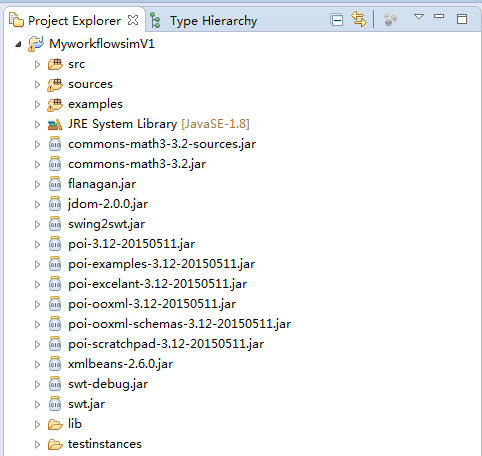 Project Explorer Type Hierarchy
MyworkflowsimV1
src
sources
examples
JRE System Library [JavaSE-1.8]
commons-math3-3.2-sources.jar
commons-math3-3.2.jar
flanagan.jar
jdom-2.0.0.jar
swing2swt.jar
poi-3.12-20150511.jar
poi-examples-3.12-20150511.jar
poi-excelant-3.12-20150511.jar
poi-ooxml-3.12-20150511.jar
poi-ooxml-schemas-3.12-20150511.jar
poi-scratchpad-3.12-20150511.jar
xmlbeans-2.6.0.jar
swt-debug.jar
swt.jar
lib
testinstances